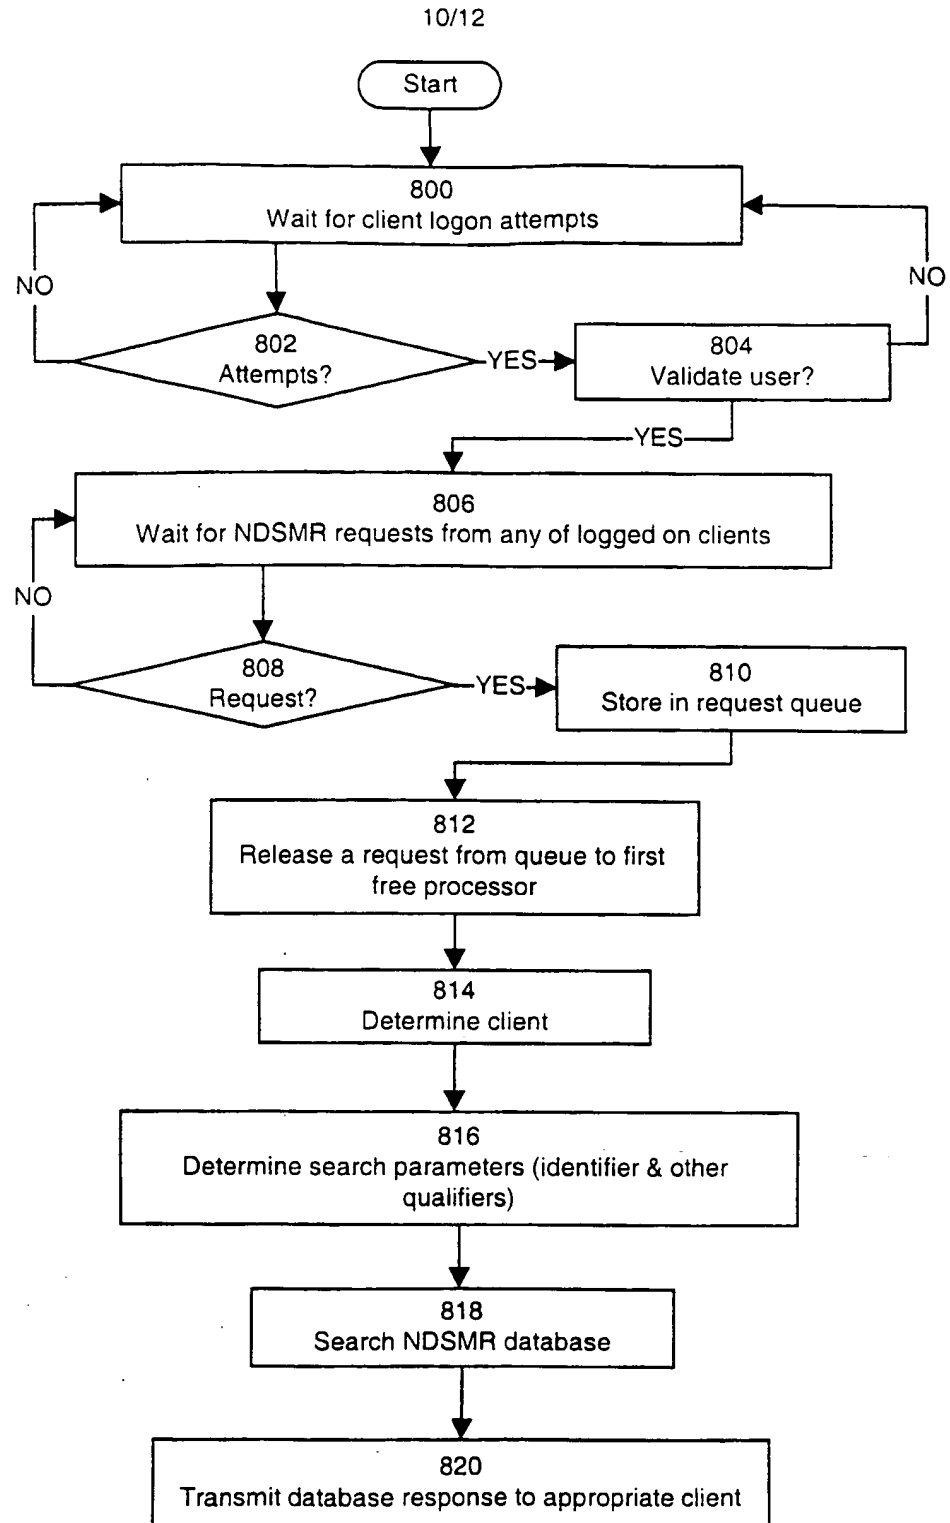 10/12
Start
800
Wait for client logon attempts
NO
NO
802
Attempts?
YES
804
Validate user?
YES
806
Wait for NDSMR requests from any of logged on clients
NO
808
Request?
YES
810
Store in request queue
812
Release a request from queue to first
free processor
814
Determine client
816
Determine search parameters (identifier & other
qualifiers)
818
Search NDSMR database
820
Transmit database response to appropriate client